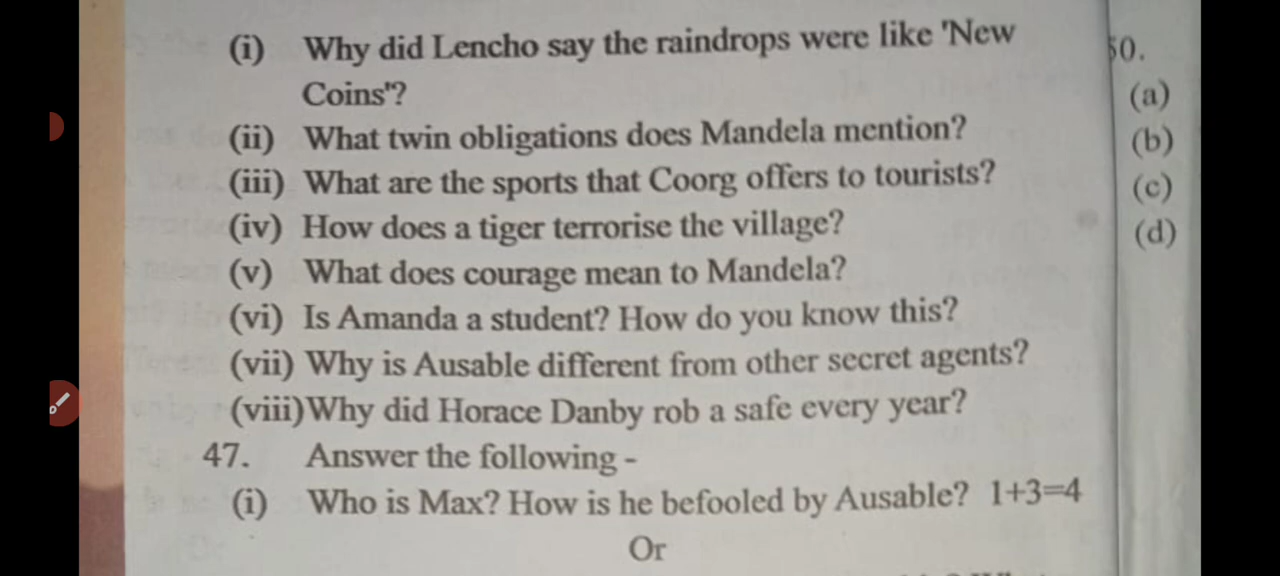 (i) Why did Lencho say the raindrops were like 'New
Coins'?
(ii) What twin obligations does Mandela mention?
(iii) What are the sports that Coorg offers to tourists?
(iv) How does a tiger terrorise the village?
(v) What does courage mean to Mandela?
(vi) Is Amanda a student? How do you know this?
(vii) Why is Ausable different from other secret agents?
(viii) Why did Horace Danby rob a safe every year?
47. Answer the following -
(i) Who is Max? How is he befooled by Ausable? 1+3=4
Or
50.
(a)
(b)
(c)
(d)